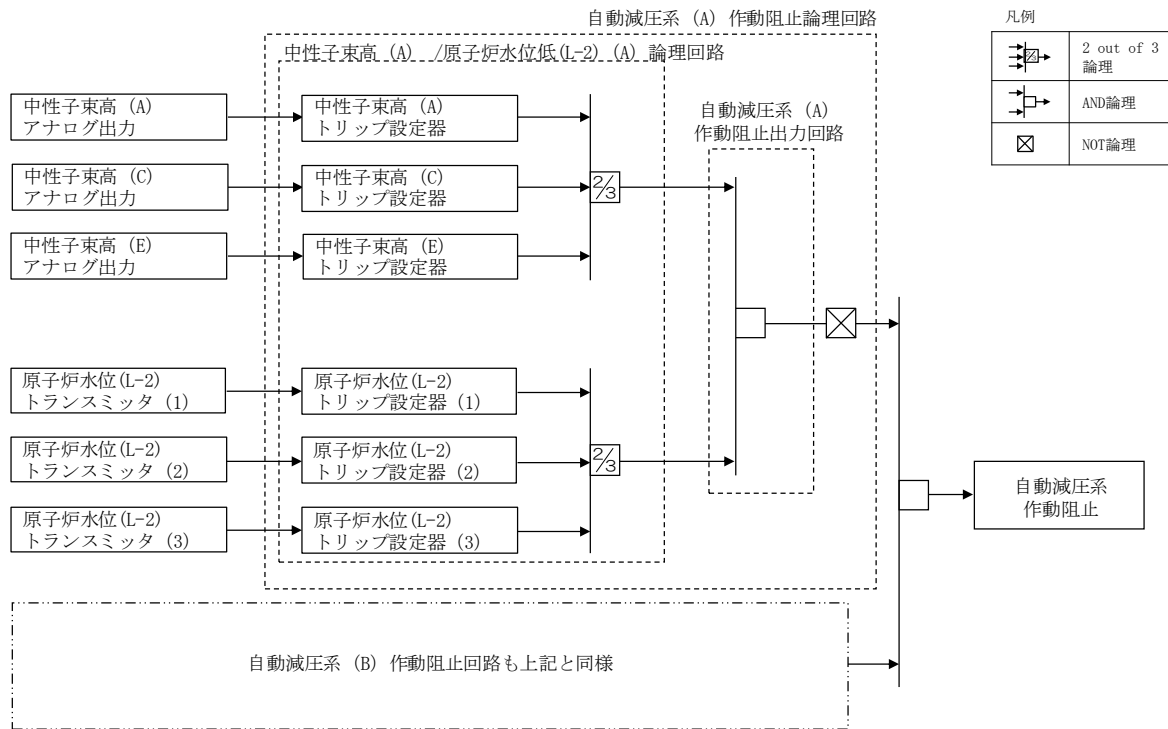 自動減圧系 (A) 作動阻止論理回路
凡例
中性子束高 (A) /原子炉水位低(L-2) (A) 論理回路
2/3
2 out of 3
論理
AND論理
NOT論理
中性子束高 (A)
アナログ出力
中性子束高 (A)
トリップ設定器
自動減圧系 (A)
作動阻止出力回路
中性子束高 (C)
アナログ出力
中性子束高 (C)
トリップ設定器
2/3
中性子束高 (E)
アナログ出力
中性子束高 (E)
トリップ設定器
原子炉水位(L-2)
トランスミッタ (1)
原子炉水位(L-2)
トリップ設定器 (1)
原子炉水位(L-2)
トランスミッタ (2)
原子炉水位(L-2)
トリップ設定器 (2)
2/3
原子炉水位(L-2)
トランスミッタ (3)
原子炉水位(L-2)
トリップ設定器 (3)
自動減圧系
作動阻止
自動減圧系 (B) 作動阻止回路も上記と同様